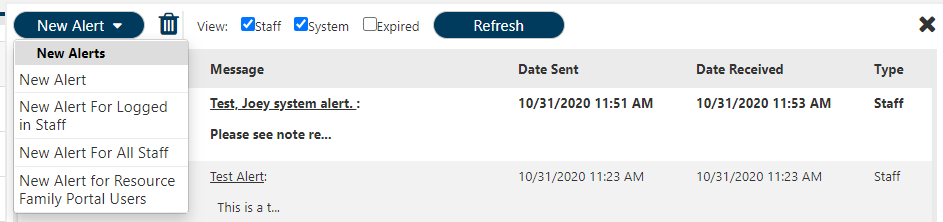 New Alert View: Staff System Expired Refresh
New Alerts
Message Date Sent Date Received Type
New Alert
Test, Joey system alert. : 10/31/2020 11:51 AM 10/31/2020 11:53 AM Staff
New Alert For Logged
in Staff
Please see note re...
New Alert For All Staff
New Alert for Resource
Family Portal Users
Test Alert: 10/31/2020 11:23 AM 10/31/2020 11:23 AM Staff
This is a t...